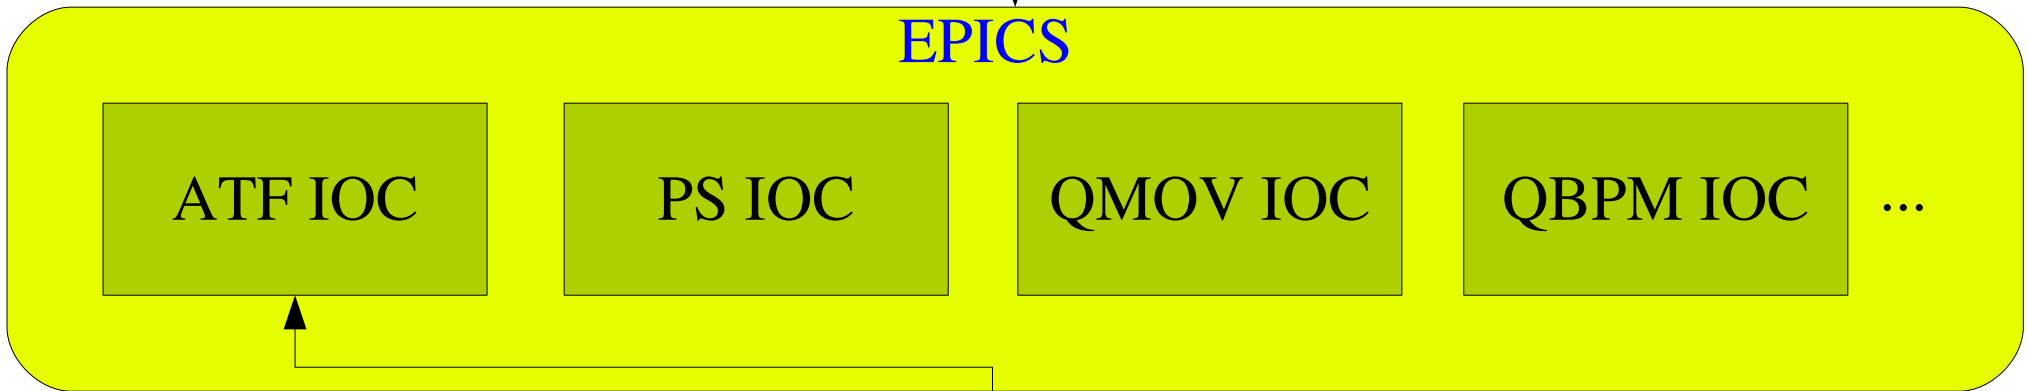 EPICS
ATF IOC
PS IOC
QMOV IOC
QBPM IOC
...